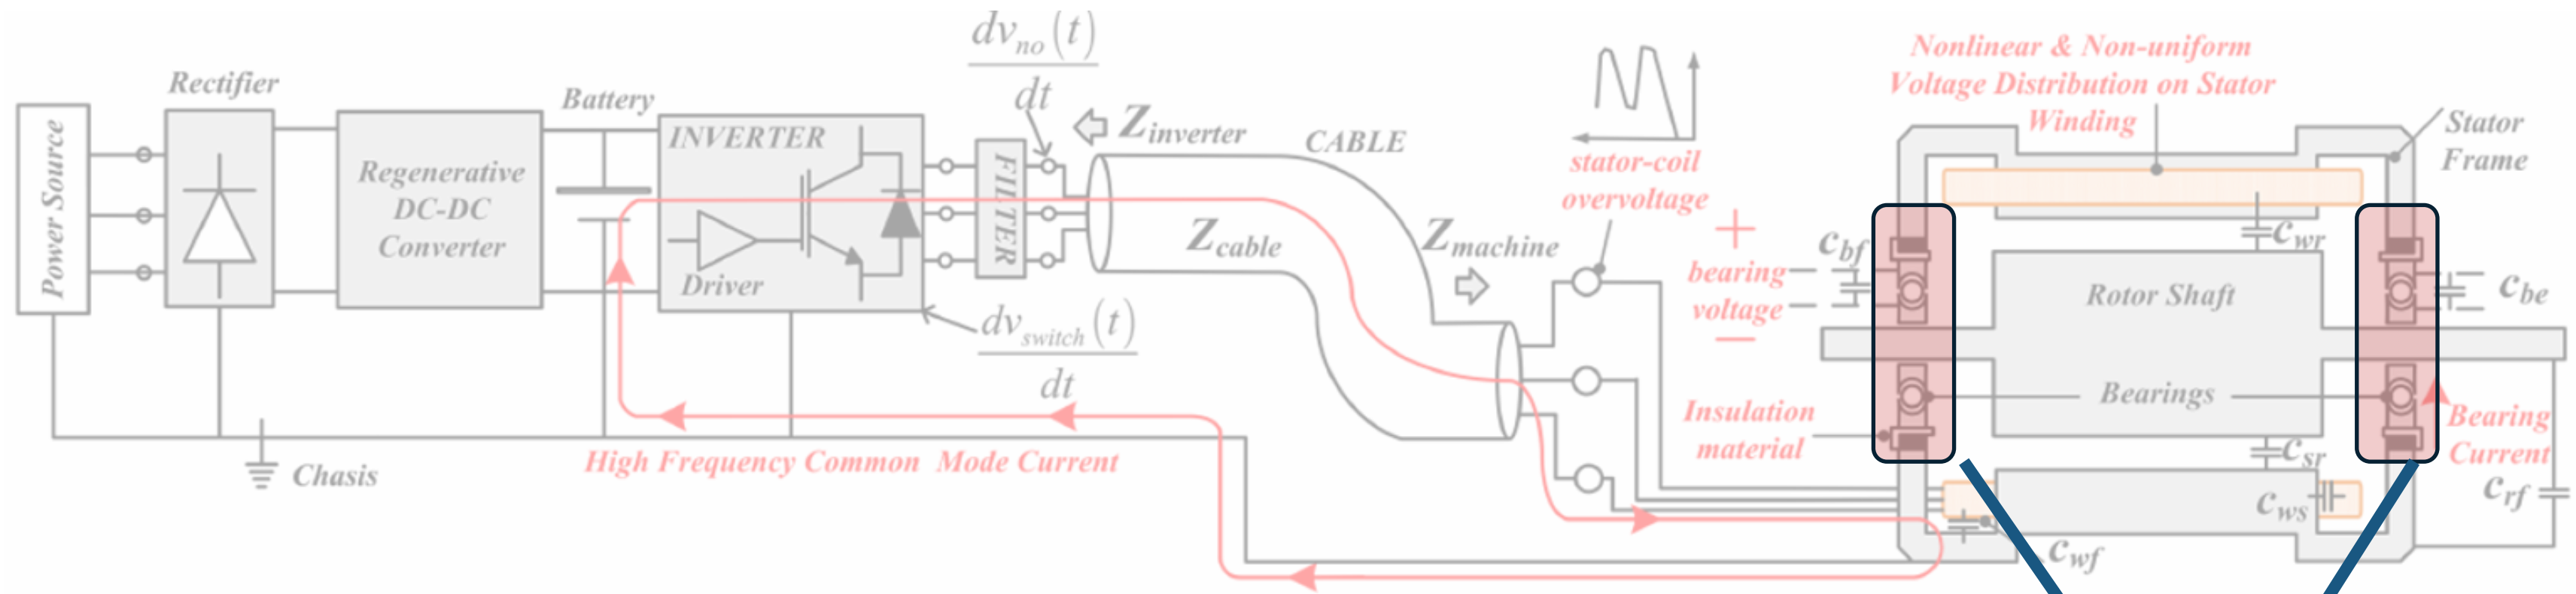 Power Source
Rectifier
Regenerative
DC-DC
Converter
Battery
INVERTER
Driver
dv_no (t)
dt
FILTER
Z_inverter
CABLE
Z_cable
dv_switch (t)
dt
Z_machine
stator-coil
overvoltage
High Frequency Common Mode Current
Chasis
+
bearing
voltage
−
Insulation
material
Nonlinear & Non-uniform
Voltage Distribution on Stator
Winding
Stator
Frame
c_bf
c_wr
c_be
Rotor Shaft
Bearings
Bearing
Current
c_sr
c_rf
c_ws
c_wf